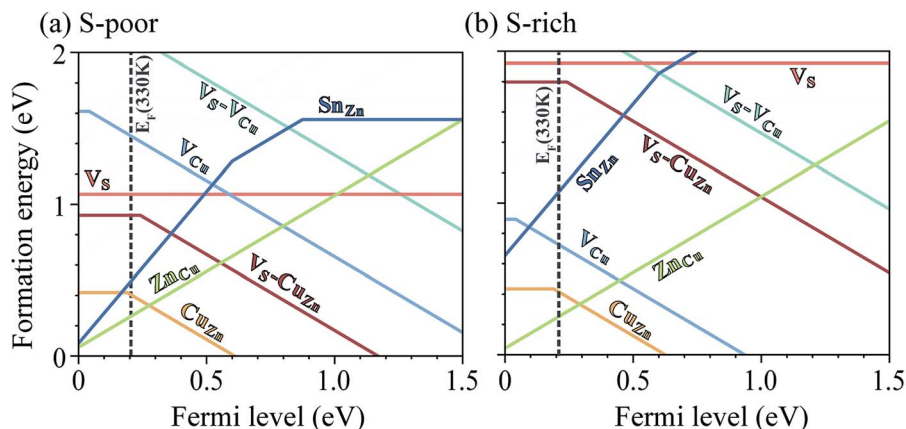 (a) S-poor
(b) S-rich
Formation energy (eV)
2
1
0
0.0
0.5
1.0
1.5
Fermi level (eV)
E_F(330K)
V_S-V_Cu
Sn_Zn
V_Cu
V_S
Zn_Cu
V_S-Cu_Zn
Cu_Zn
0.0
0.5
1.0
1.5
Fermi level (eV)
E_F(330K)
V_S
V_S-V_Cu
Sn_Zn
V_S-Cu_Zn
V_Cu
Zn_Cu
Cu_Zn